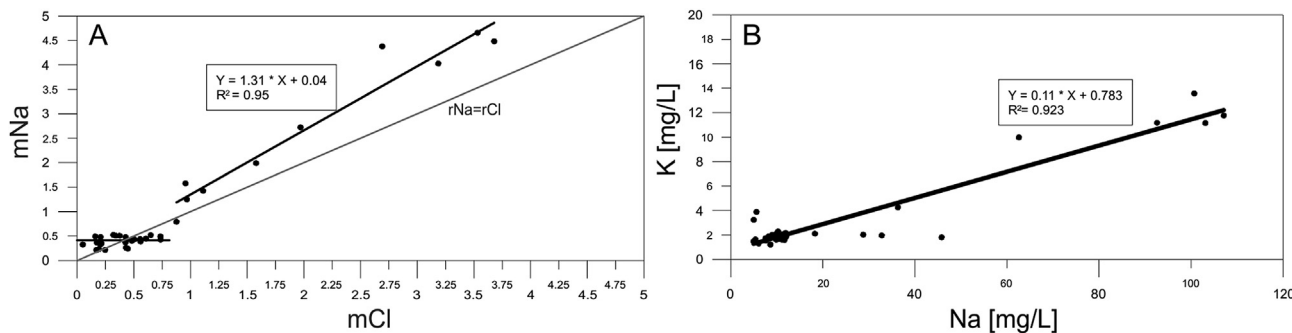 A
mNa
5
4.5
4
3.5
3
2.5
2
1.5
1
0.5
0
Y = 1.31 * X + 0.04
R² = 0.95
rNa=rCl
0 0.25 0.5 0.75 1 1.25 1.5 1.75 2 2.25 2.5 2.75 3 3.25 3.5 3.75 4 4.25 4.5 4.75 5
mCl
B
K [mg/L]
20
18
16
14
12
10
8
6
4
2
0
Y = 0.11 * X + 0.783
R²= 0.923
0 20 40 60 80 100 120
Na [mg/L]